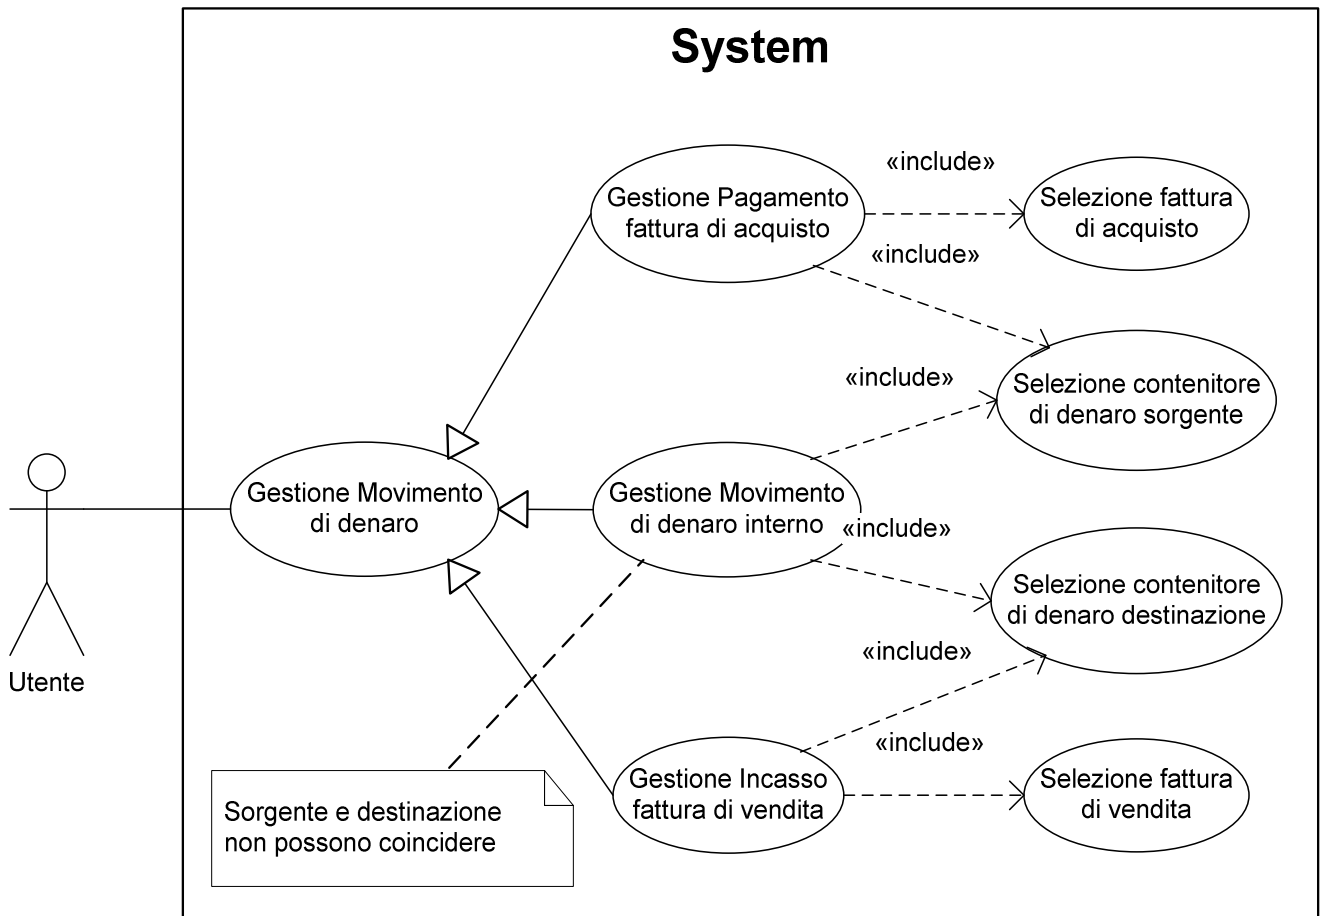 System
«include»
Gestione Pagamento
fattura di acquisto
Selezione fattura
di acquisto
«include»
«include»
Selezione contenitore
di denaro sorgente
Gestione Movimento
di denaro
Gestione Movimento
di denaro interno
«include»
Selezione contenitore
di denaro destinazione
«include»
Utente
«include»
Gestione Incasso
fattura di vendita
Selezione fattura
di vendita
Sorgente e destinazione
non possono coincidere